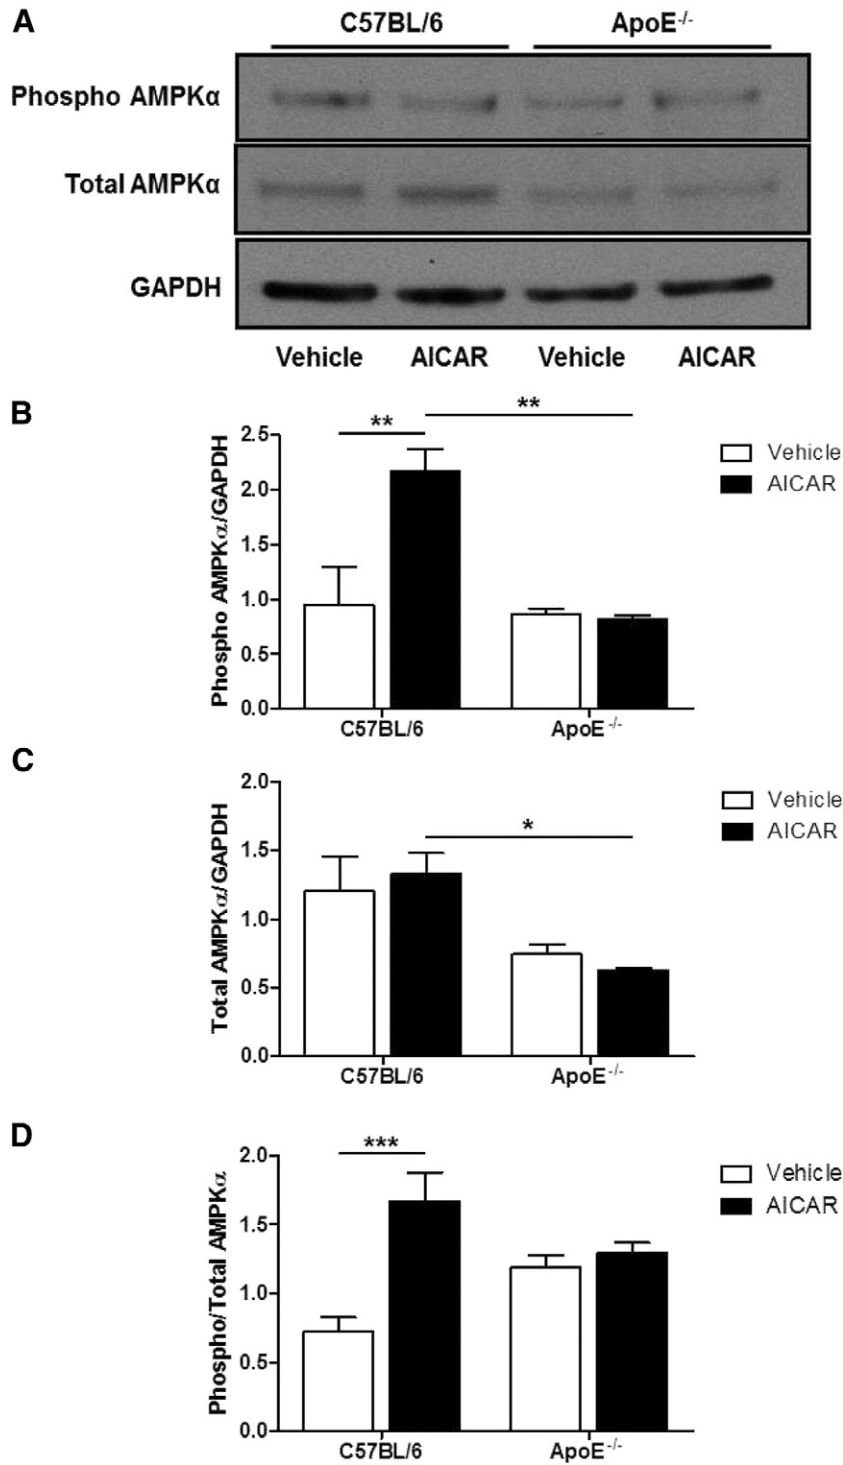 A
C57BL/6 ApoE-/-
Phospho AMPKα
Total AMPKα
GAPDH
Vehicle AICAR Vehicle AICAR
B
** **
Phospho AMPKα/GAPDH
2.5
2.0
1.5
1.0
0.5
0.0
C57BL/6 ApoE-/-
Vehicle
AICAR
C
*
Total AMPKα/GAPDH
2.0
1.5
1.0
0.5
0.0
C57BL/6 ApoE-/-
Vehicle
AICAR
D
***
Phospho/Total AMPKα
2.0
1.5
1.0
0.5
0.0
C57BL/6 ApoE-/-
Vehicle
AICAR